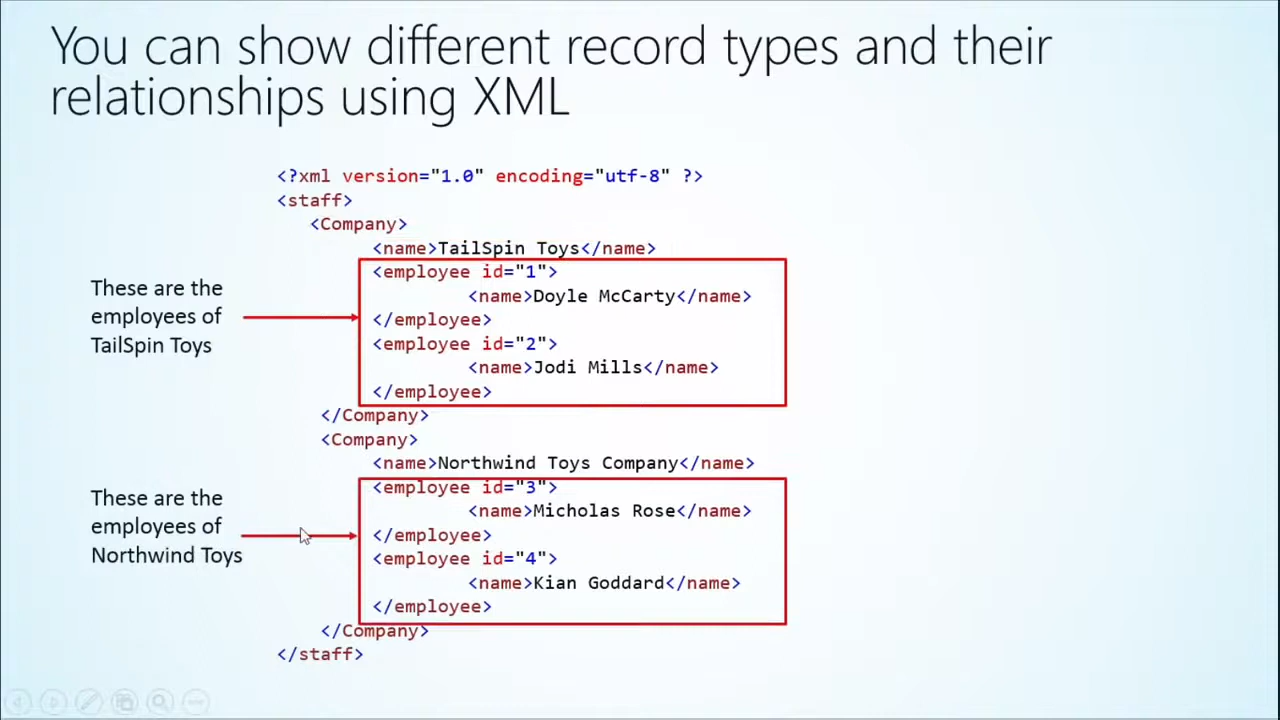 You can show different record types and their
relationships using XML
<?xml version="1.0" encoding="utf-8" ?>
<staff>
<Company>
<name>TailSpin Toys</name>
<employee id="1">
<name>Doyle McCarty</name>
</employee>
<employee id="2">
<name>Jodi Mills</name>
</employee>
</Company>
<Company>
<name>Northwind Toys Company</name>
<employee id="3">
<name>Micholas Rose</name>
</employee>
<employee id="4">
<name>Kian Goddard</name>
</employee>
</Company>
</staff>
These are the
employees of
TailSpin Toys
These are the
employees of
Northwind Toys